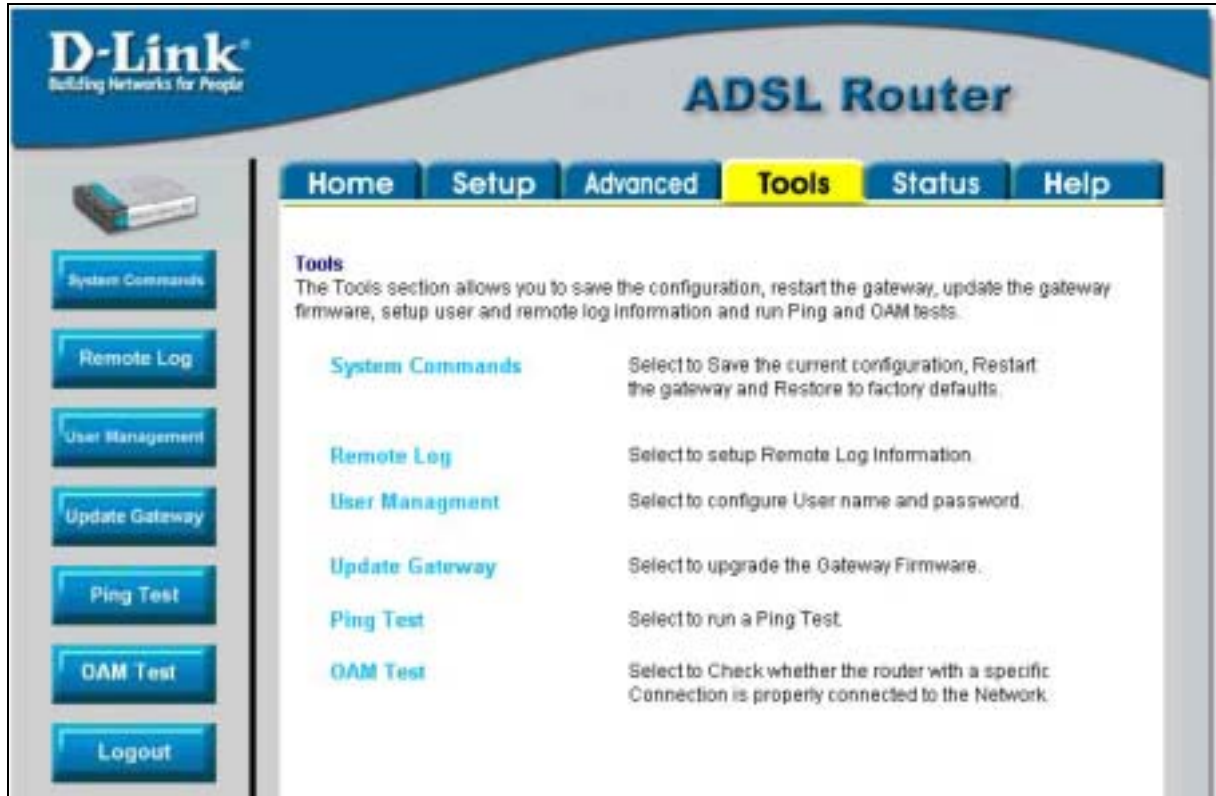 D-Link
Building Networks for People
ADSL Router
Home Setup Advanced Tools Status Help
System Commands
Remote Log
User Management
Update Gateway
Ping Test
OAM Test
Logout
Tools
The Tools section allows you to save the configuration, restart the gateway, update the gateway
firmware, setup user and remote log information and run Ping and OAM tests.
System Commands Select to Save the current configuration, Restart
the gateway and Restore to factory defaults.
Remote Log Select to setup Remote Log Information.
User Managment Select to configure User name and password.
Update Gateway Select to upgrade the Gateway Firmware.
Ping Test Select to run a Ping Test.
OAM Test Select to Check whether the router with a specific
Connection is properly connected to the Network.